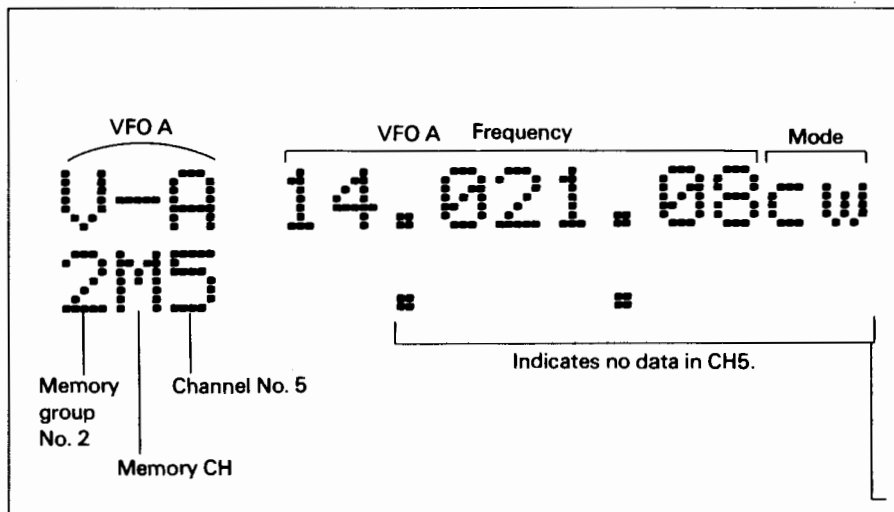 VFO A VFO A Frequency Mode
V-A 14.021.08cw
2M5 . .
Indicates no data in CH5.
Memory
group
No. 2
Channel No. 5
Memory CH